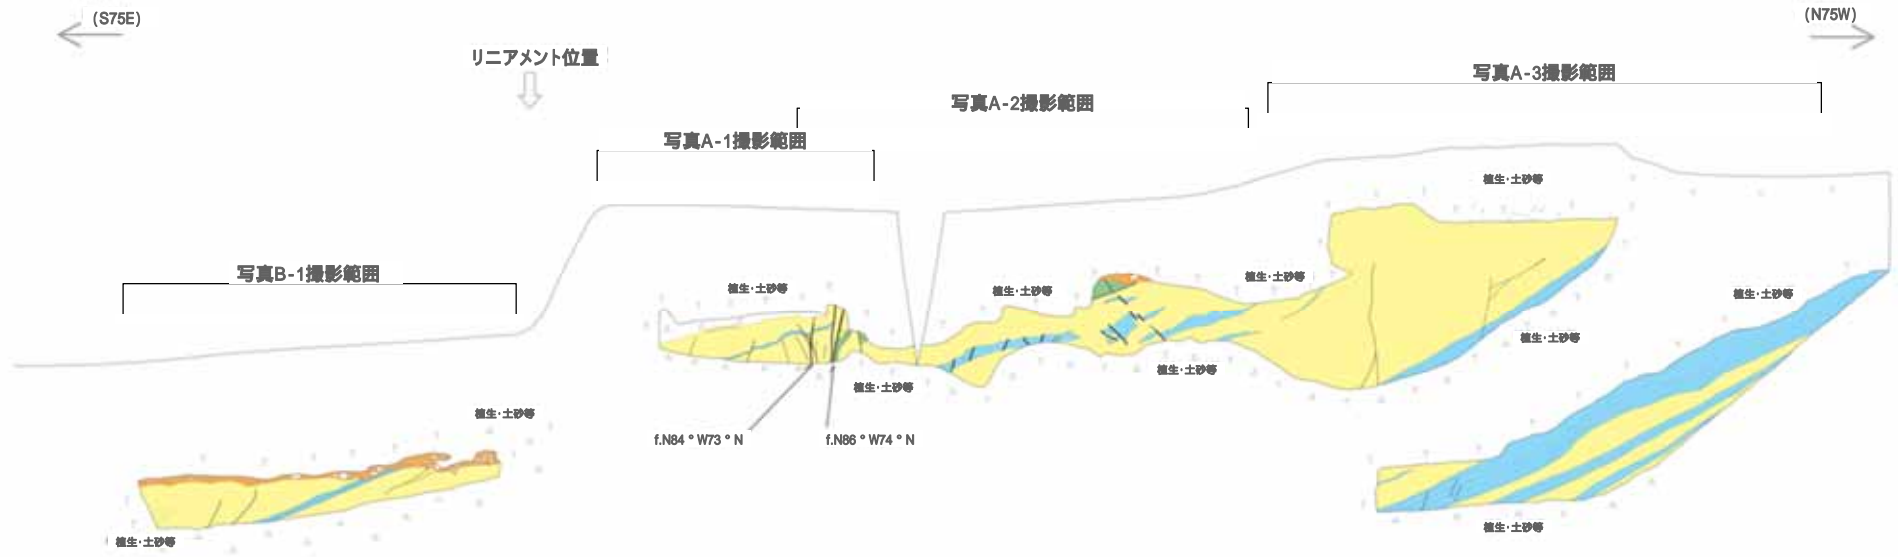 (S75E)
(N75W)
リニアメント位置
写真A-3撮影範囲
写真A-2撮影範囲
写真A-1撮影範囲
植生・土砂等
写真B-1撮影範囲
植生・土砂等
植生・土砂等
植生・土砂等
植生・土砂等
植生・土砂等
植生・土砂等
植生・土砂等
植生・土砂等
f.N84°W73°N
f.N86°W74°N
植生・土砂等
植生・土砂等